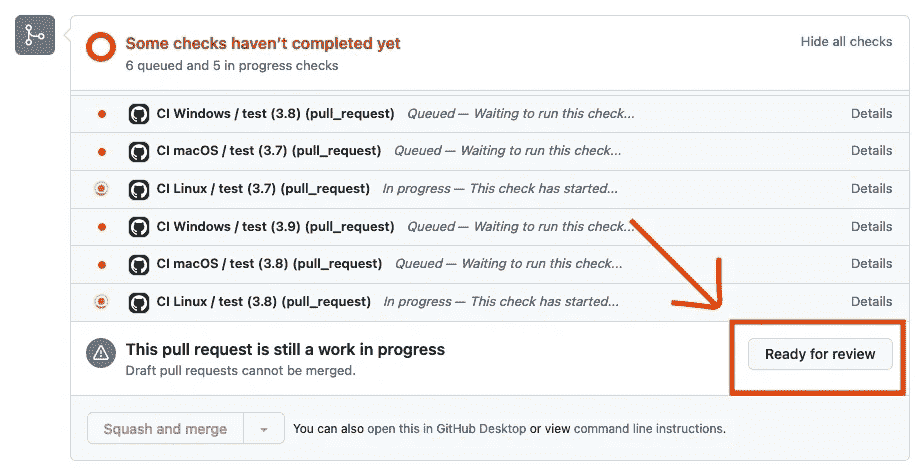 Some checks haven't completed yet
Hide all checks
6 queued and 5 in progress checks
CI Windows / test (3.8) (pull_request) Queued — Waiting to run this check... Details
CI macOS / test (3.7) (pull_request) Queued — Waiting to run this check... Details
CI Linux / test (3.7) (pull_request) In progress — This check has started... Details
CI Windows / test (3.9) (pull_request) Queued — Waiting to run this check... Details
CI macOS / test (3.8) (pull_request) Queued — Waiting to run this check... Details
CI Linux / test (3.8) (pull_request) In progress — This check has started... Details
This pull request is still a work in progress
Draft pull requests cannot be merged.
Ready for review
Squash and merge
You can also open this in GitHub Desktop or view command line instructions.